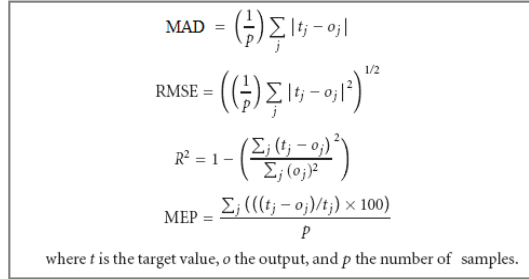 MAD = (1/p) ∑_j |t_j − o_j|
RMSE = ((1/p) ∑_j |t_j − o_j|²)^{1/2}
R² = 1 − (∑_j (t_j − o_j)² / ∑_j (o_j)²)
MEP = ∑_j (((t_j − o_j)/t_j) × 100) / p
where t is the target value, o the output, and p the number of samples.